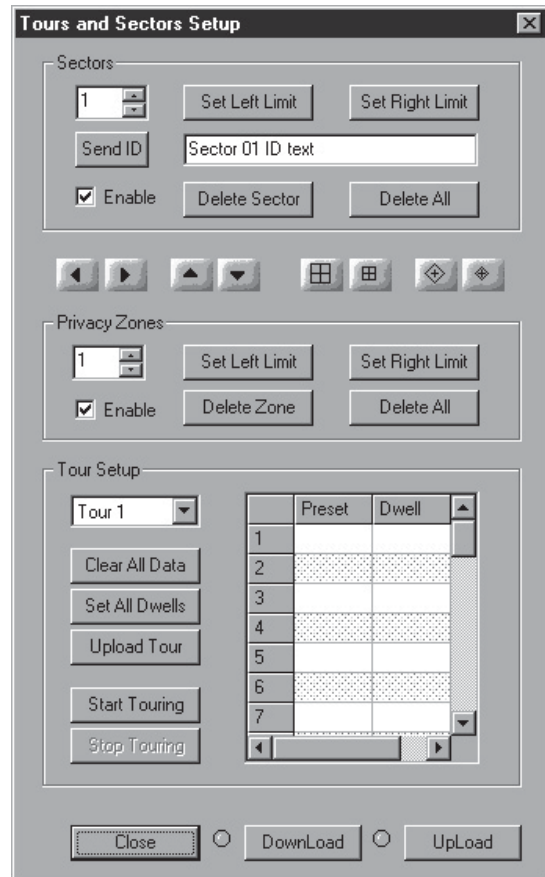 Tours and Sectors Setup
Sectors
1 Set Left Limit Set Right Limit
Send ID Sector 01 ID text
Enable Delete Sector Delete All
Privacy Zones
1 Set Left Limit Set Right Limit
Enable Delete Zone Delete All
Tour Setup
Tour 1 Preset Dwell
1
Clear All Data 2
Set All Dwells 3
4
Upload Tour 5
6
Start Touring 7
Stop Touring
Close DownLoad UpLoad